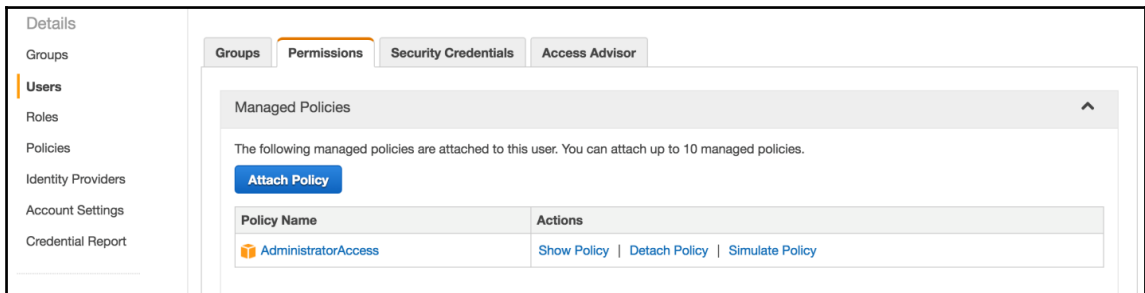 Details
Groups
Users
Roles
Policies
Identity Providers
Account Settings
Credential Report
Groups Permissions Security Credentials Access Advisor
Managed Policies
The following managed policies are attached to this user. You can attach up to 10 managed policies.
Attach Policy
Policy Name Actions
AdministratorAccess Show Policy | Detach Policy | Simulate Policy